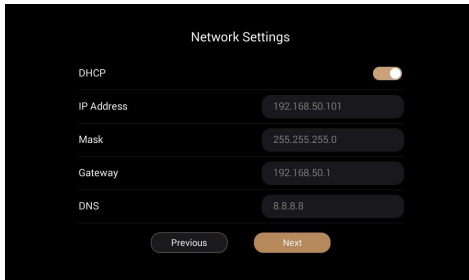 Network Settings
DHCP
IP Address 192.168.50.101
Mask 255.255.255.0
Gateway 192.168.50.1
DNS 8.8.8.8
Previous Next